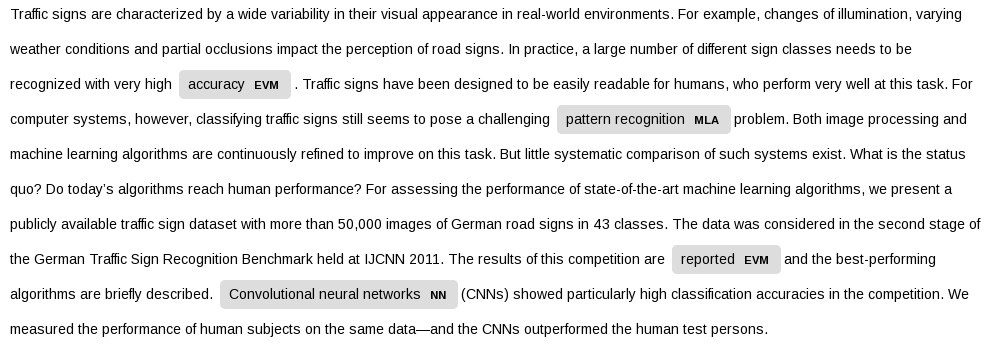 Traffic signs are characterized by a wide variability in their visual appearance in real-world environments. For example, changes of illumination, varying
weather conditions and partial occlusions impact the perception of road signs. In practice, a large number of different sign classes needs to be
recognized with very high accuracy EVM . Traffic signs have been designed to be easily readable for humans, who perform very well at this task. For
computer systems, however, classifying traffic signs still seems to pose a challenging pattern recognition MLA problem. Both image processing and
machine learning algorithms are continuously refined to improve on this task. But little systematic comparison of such systems exist. What is the status
quo? Do today’s algorithms reach human performance? For assessing the performance of state-of-the-art machine learning algorithms, we present a
publicly available traffic sign dataset with more than 50,000 images of German road signs in 43 classes. The data was considered in the second stage of
the German Traffic Sign Recognition Benchmark held at IJCNN 2011. The results of this competition are reported EVM and the best-performing
algorithms are briefly described. Convolutional neural networks NN (CNNs) showed particularly high classification accuracies in the competition. We
measured the performance of human subjects on the same data—and the CNNs outperformed the human test persons.